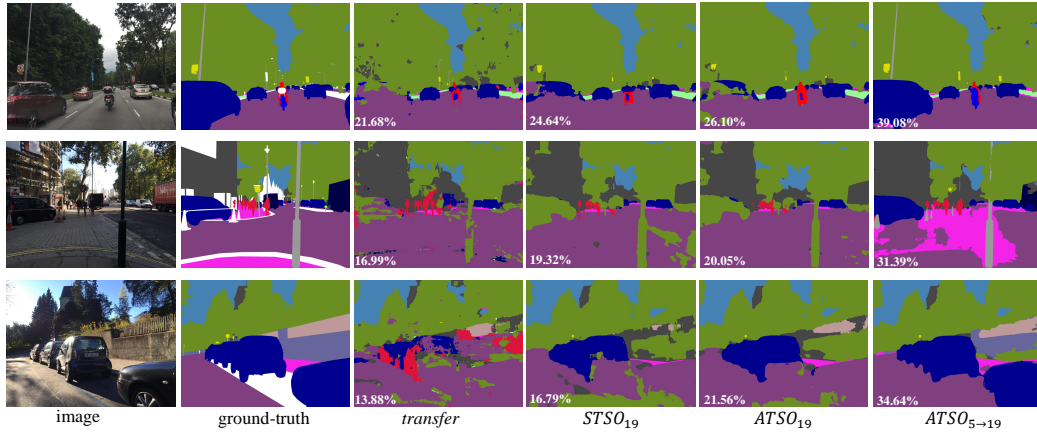 21.68% 24.64% 26.10% 39.08%
16.99% 19.32% 20.05% 31.39%
13.88% 16.79% 21.56% 34.64%
image ground-truth transfer STSO₁₉ ATSO₁₉ ATSO₅→₁₉